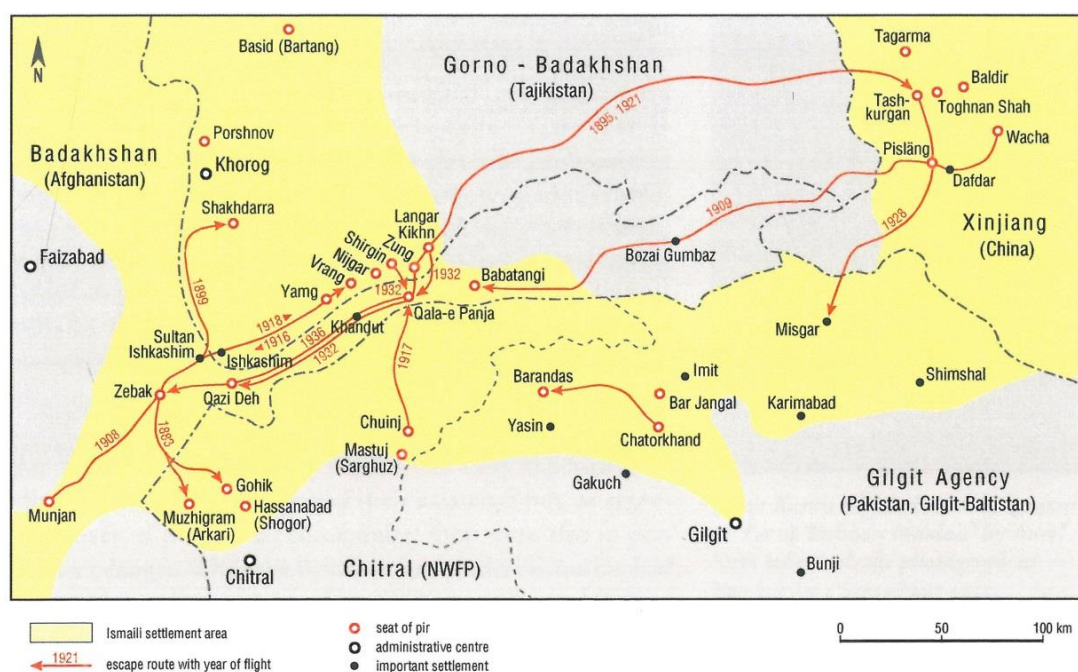 N
Basid (Bartang)
Gorno - Badakhshan
(Tajikistan)
Tagarma
Baldir
Tash-
kurgan
Toghnan Shah
Wacha
1895, 1921
Porshnov
Khorog
Badakhshan
(Afghanistan)
Pisläng
Dafdar
Shakhdarra
Langar
Kikhn
Zung
Shirgin
Nijgar
Vrang
Yamg
1909
1928
Xinjiang
(China)
Faizabad
1899
1932
1932
Babatangi
Bozai Gumbaz
Qala-e Panja
Misgar
1918
1916
Khandut
1936
1932
Sultan
Ishkashim
Ishkashim
1917
Zebak
Qazi Deh
Barandas
Imit
Bar Jangal
Shimshal
Karimabad
Yasin
Chatorkhand
Chuinj
Mastuj
(Sarghuz)
1908
1883
Gohik
Gakuch
Munjan
Muzhigram
(Arkari)
Hassanabad
(Shogor)
Gilgit Agency
(Pakistan, Gilgit-Baltistan)
Gilgit
Chitral
Chitral (NWFP)
Bunji
Ismaili settlement area
1921
escape route with year of flight
seat of pir
administrative centre
important settlement
0 50 100 km